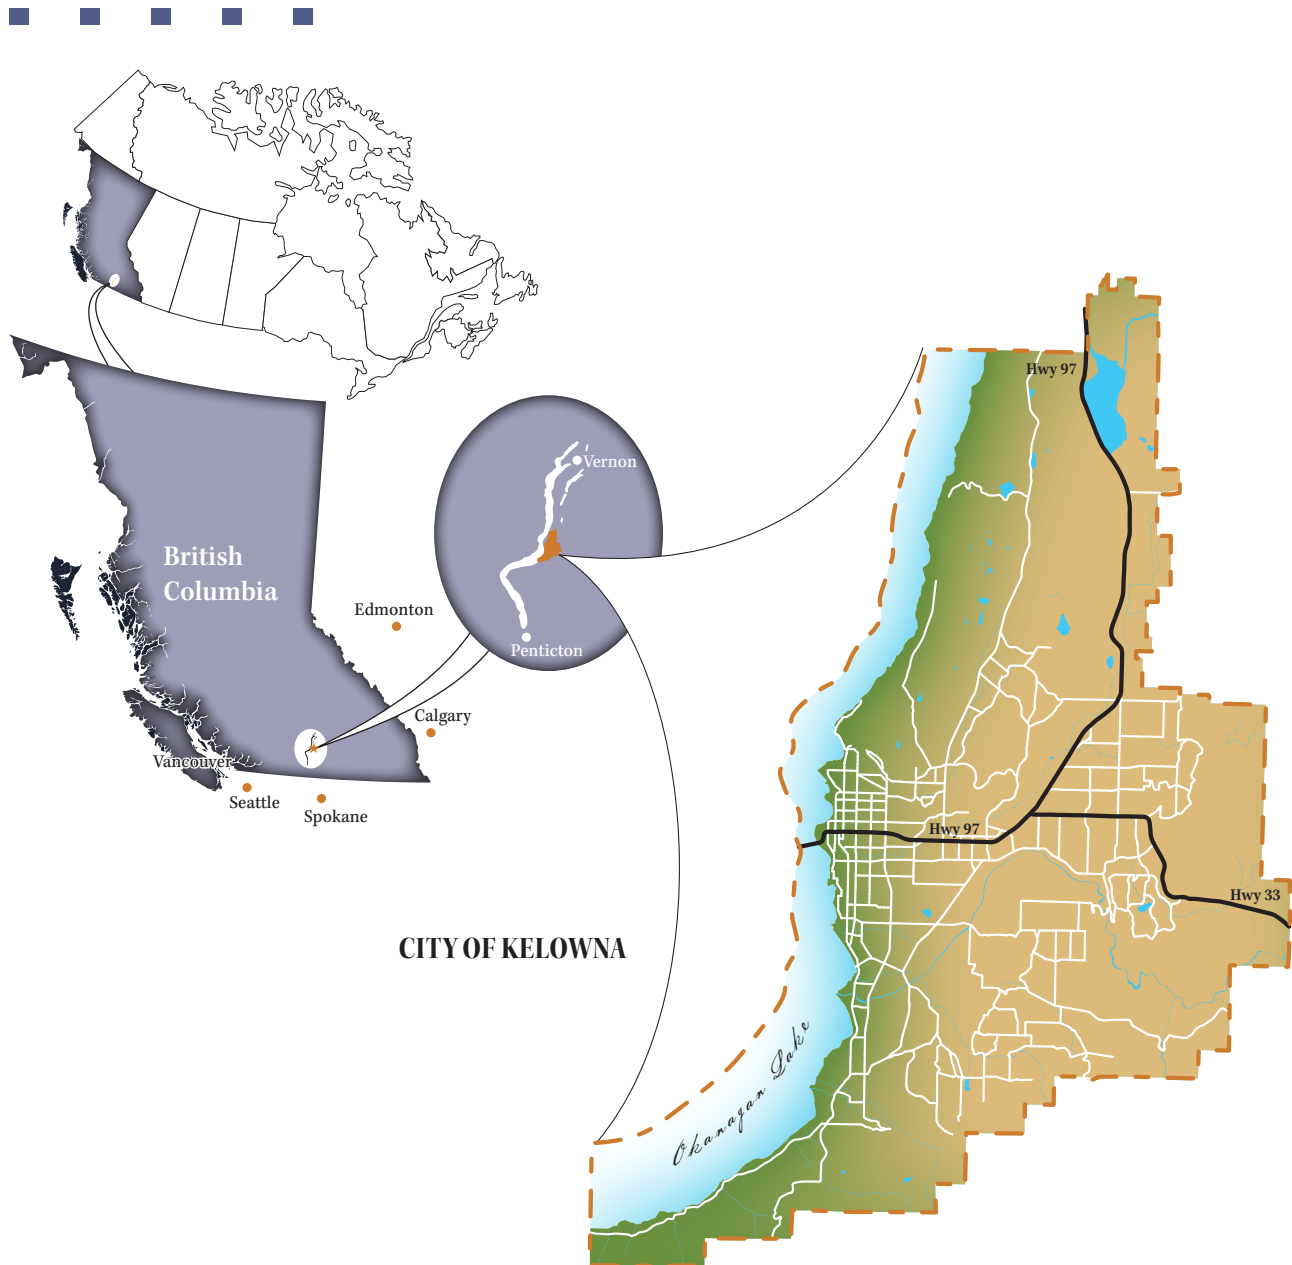 Hwy 97
Vernon
British
Columbia
Edmonton
Penticton
Calgary
Vancouver
Seattle
Spokane
Hwy 97
Hwy 33
CITY OF KELOWNA
Okanagan Lake